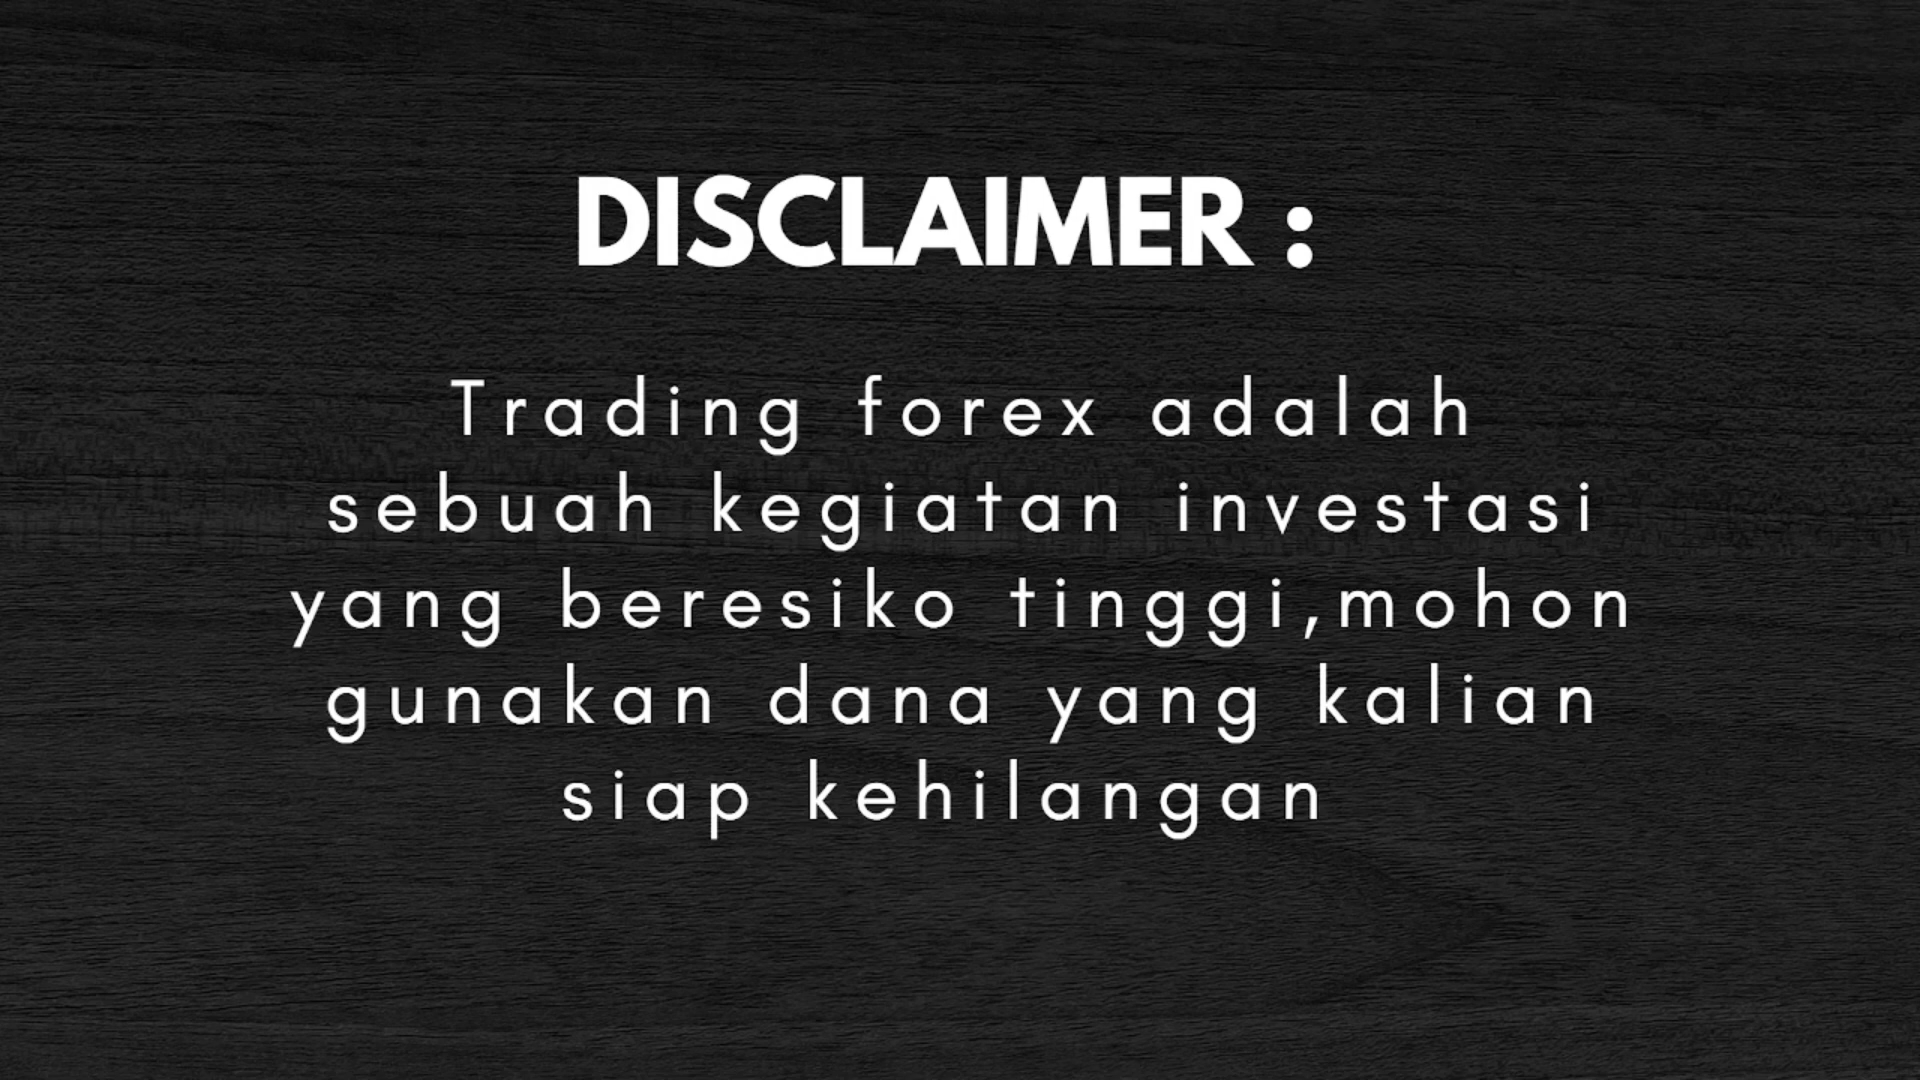 DISCLAIMER :
Trading forex adalah
sebuah kegiatan investasi
yang beresiko tinggi,mohon
gunakan dana yang kalian
siap kehilangan